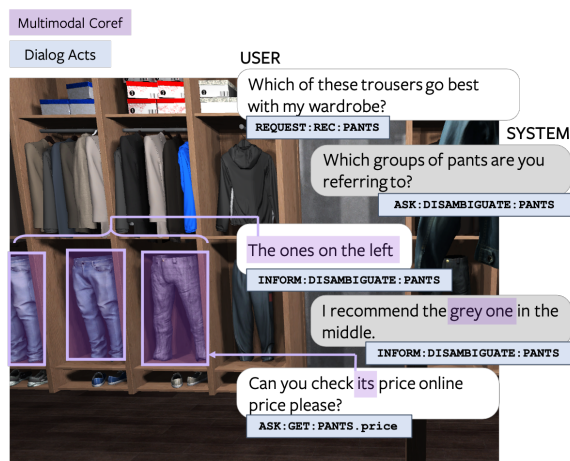 Multimodal Coref
Dialog Acts
USER
Which of these trousers go best
with my wardrobe?
REQUEST:REC:PANTS
SYSTEM
Which groups of pants are you
referring to?
ASK:DISAMBIGUATE:PANTS
The ones on the left
INFORM:DISAMBIGUATE:PANTS
I recommend the grey one in the
middle.
INFORM:DISAMBIGUATE:PANTS
Can you check its price online
price please?
ASK:GET:PANTS.price